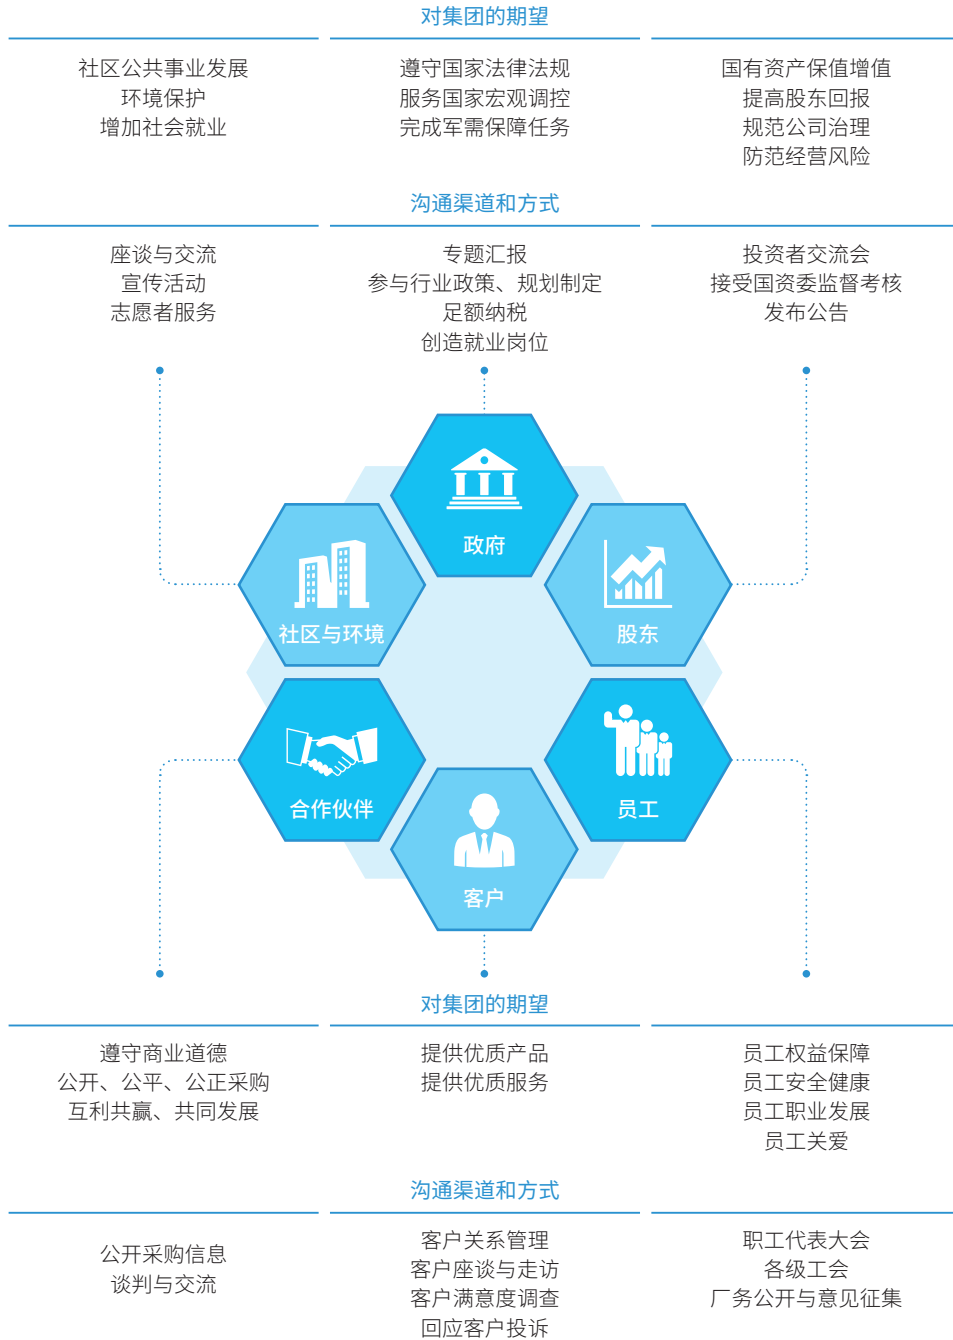 对集团的期望
社区公共事业发展
环境保护
增加社会就业
遵守国家法律法规
服务国家宏观调控
完成军需保障任务
国有资产保值增值
提高股东回报
规范公司治理
防范经营风险
沟通渠道和方式
座谈与交流
宣传活动
志愿者服务
专题汇报
参与行业政策、规划制定
足额纳税
创造就业岗位
投资者交流会
接受国资委监督考核
发布公告
政府
社区与环境
股东
合作伙伴
员工
客户
对集团的期望
遵守商业道德
公开、公平、公正采购
互利共赢、共同发展
提供优质产品
提供优质服务
员工权益保障
员工安全健康
员工职业发展
员工关爱
沟通渠道和方式
公开采购信息
谈判与交流
客户关系管理
客户座谈与走访
客户满意度调查
回应客户投诉
职工代表大会
各级工会
厂务公开与意见征集